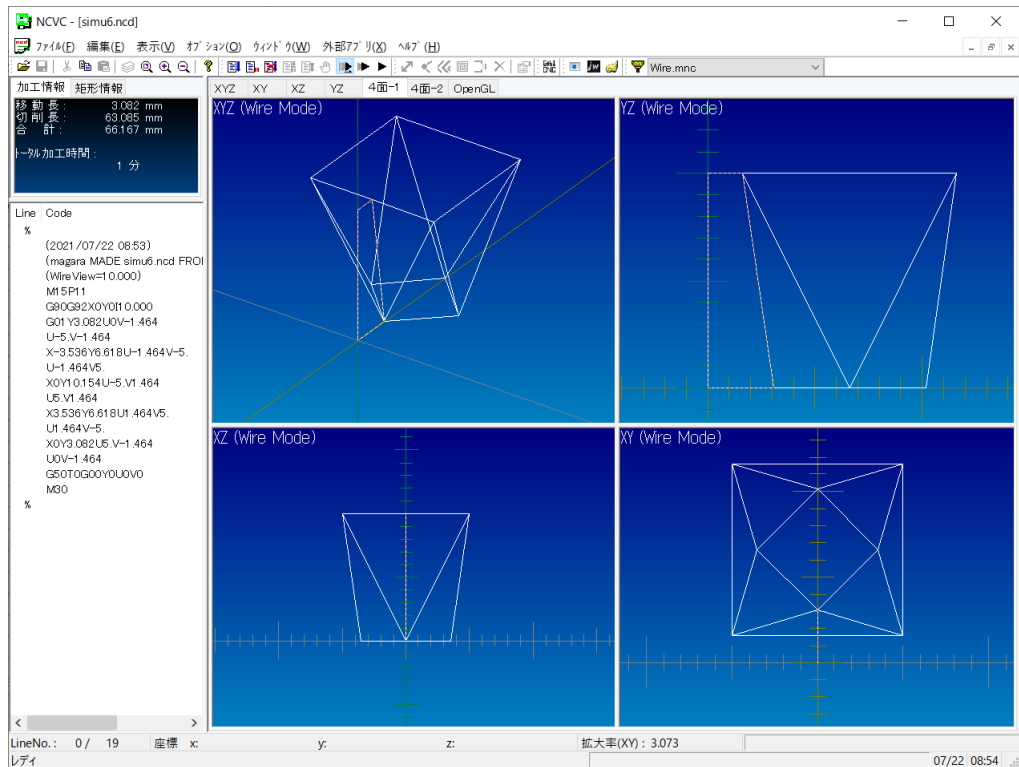 NCVC - [simu6.ncd]
ファイル(F) 編集(E) 表示(V) オプション(O) ウィンドウ(W) 外部アプリ(X) ヘルプ(H)
Wire.mnc
加工情報 矩形情報
XYZ XY XZ YZ 4面-1 4面-2 OpenGL
移動長: 3.082 mm
切削長: 63.085 mm
合 計: 66.167 mm
トータル加工時間:
1 分
XYZ (Wire Mode)
YZ (Wire Mode)
XZ (Wire Mode)
XY (Wire Mode)
Line Code
%
(2021/07/22 08:53)
(magara MADE simu6.ncd FROI
(WireView=10.000)
M15P11
G90G92X0Y0I10.000
G01Y3.082U0V-1.464
U-5.V-1.464
X-3.536Y6.618U-1.464V-5.
U-1.464V5.
X0Y10.154U-5.V1.464
U5.V1.464
X3.536Y6.618U1.464V5.
U1.464V-5.
X0Y3.082U5.V-1.464
U0V-1.464
G50T0G00Y0U0V0
M30
%
LineNo.: 0/ 19 座標 x: y: z: 拡大率(XY): 3.073
レディ 07/22 08:54